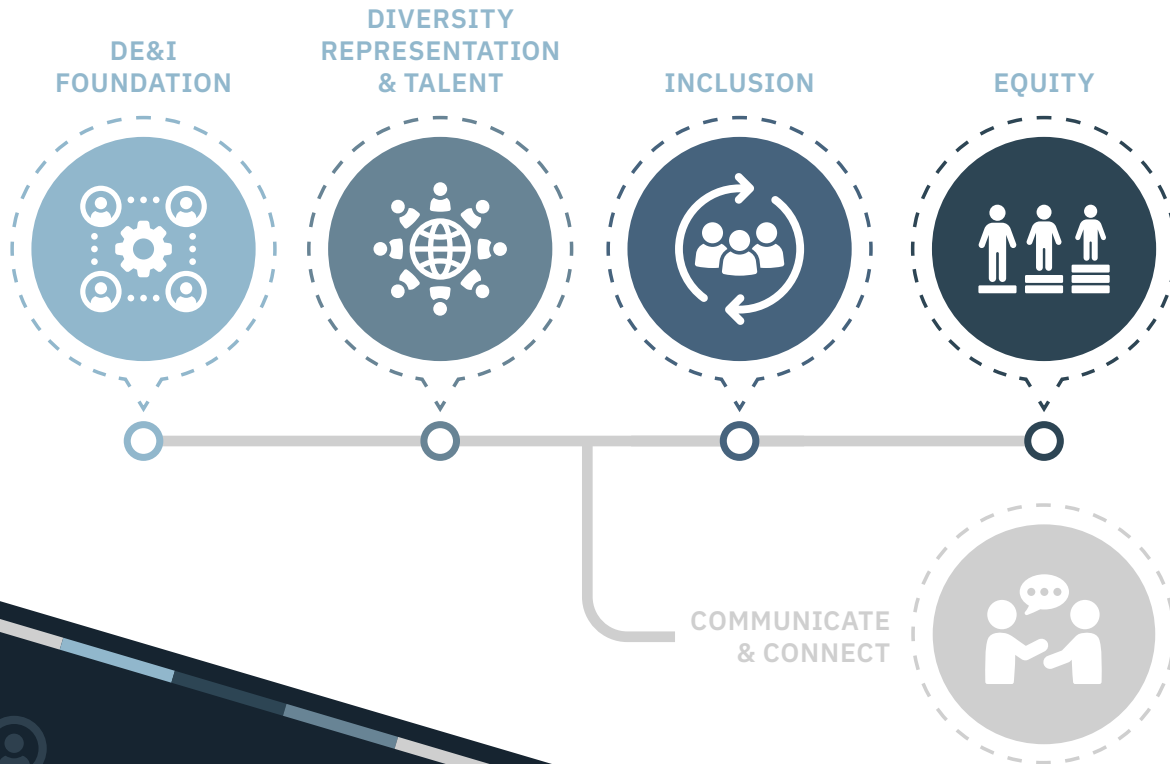 DE&I
FOUNDATION
DIVERSITY
REPRESENTATION
& TALENT
INCLUSION
EQUITY
COMMUNICATE
& CONNECT